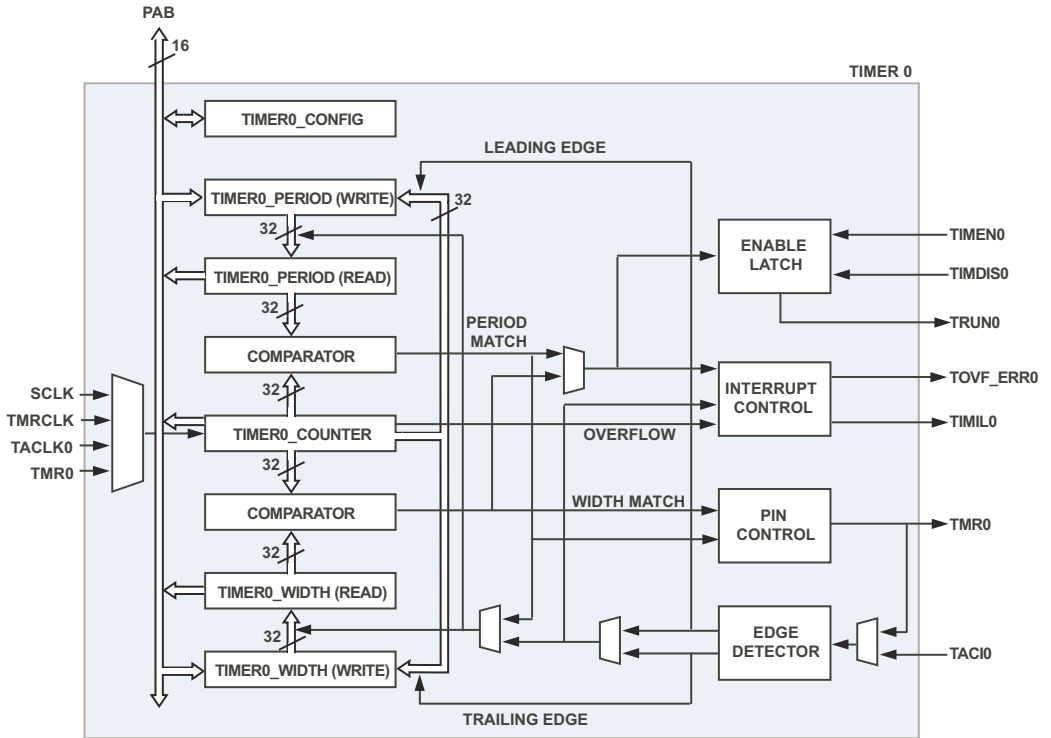 PAB
16
TIMER 0
TIMER0_CONFIG
LEADING EDGE
TIMER0_PERIOD (WRITE)
32
32
TIMER0_PERIOD (READ)
32
ENABLE
LATCH
TIMEN0
TIMDIS0
TRUN0
PERIOD
MATCH
COMPARATOR
32
SCLK
TMRCLK
TACLK0
TMR0
TIMER0_COUNTER
OVERFLOW
INTERRUPT
CONTROL
TOVF_ERR0
TIMIL0
32
COMPARATOR
WIDTH MATCH
PIN
CONTROL
TMR0
32
TIMER0_WIDTH (READ)
32
TIMER0_WIDTH (WRITE)
EDGE
DETECTOR
TACI0
TRAILING EDGE